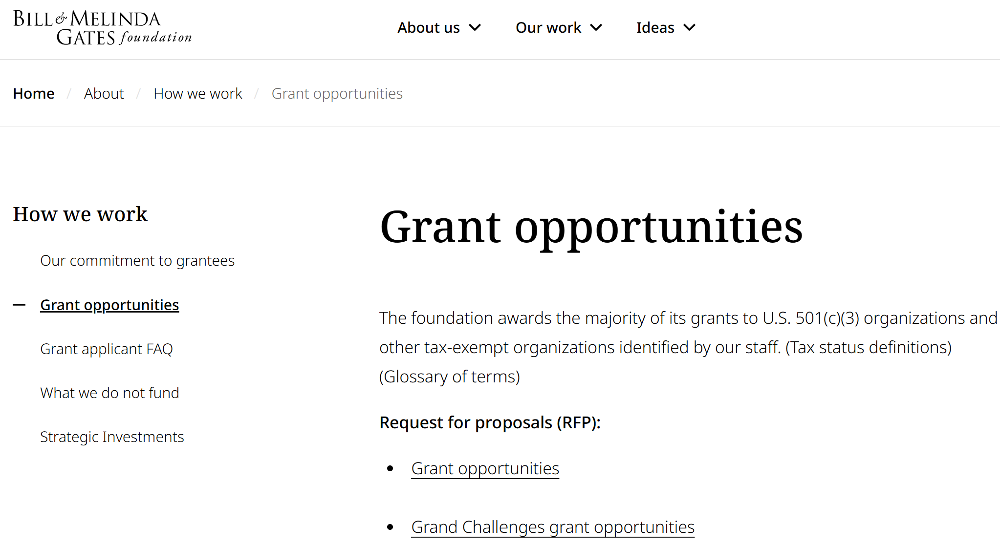 BILL & MELINDA
GATES foundation
About us
Our work
Ideas
Home / About / How we work / Grant opportunities
How we work
Our commitment to grantees
Grant opportunities
Grant applicant FAQ
What we do not fund
Strategic Investments
Grant opportunities
The foundation awards the majority of its grants to U.S. 501(c)(3) organizations and
other tax-exempt organizations identified by our staff. (Tax status definitions)
(Glossary of terms)
Request for proposals (RFP):
• Grant opportunities
• Grand Challenges grant opportunities